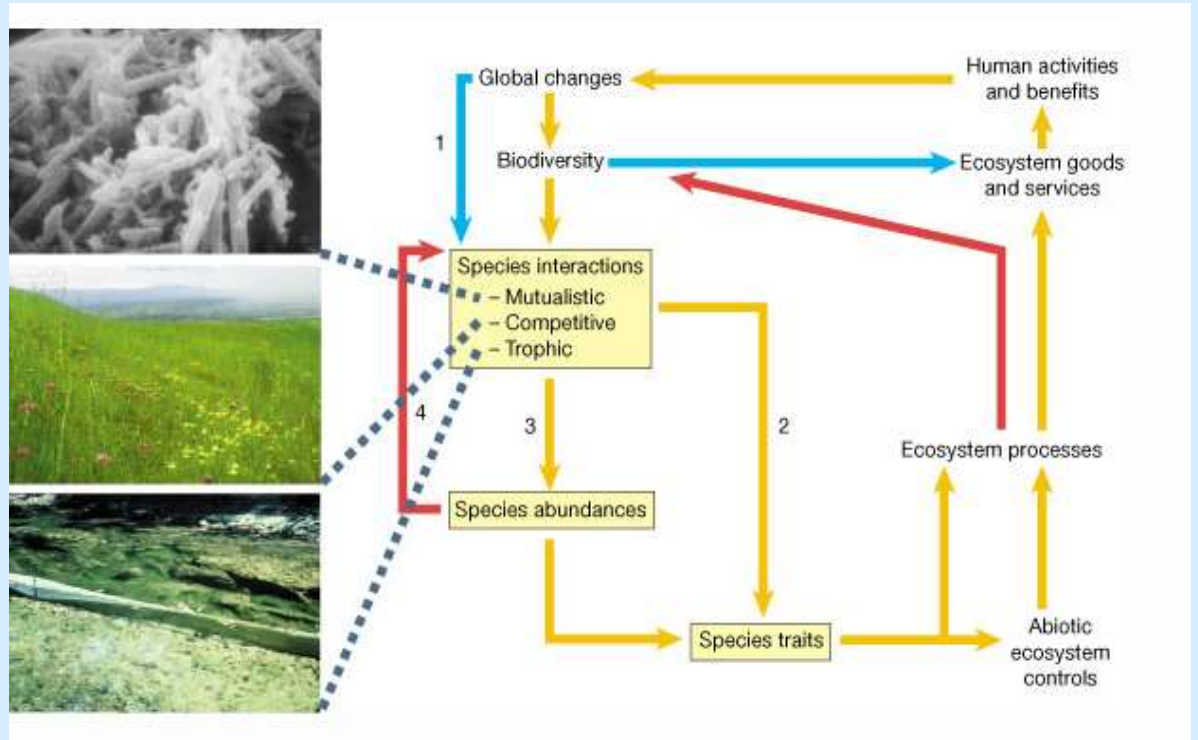 Global changes
Human activities
and benefits
1
Biodiversity
Ecosystem goods
and services
Species interactions
– Mutualistic
– Competitive
– Trophic
4
3
2
Ecosystem processes
Species abundances
Species traits
Abiotic
ecosystem
controls